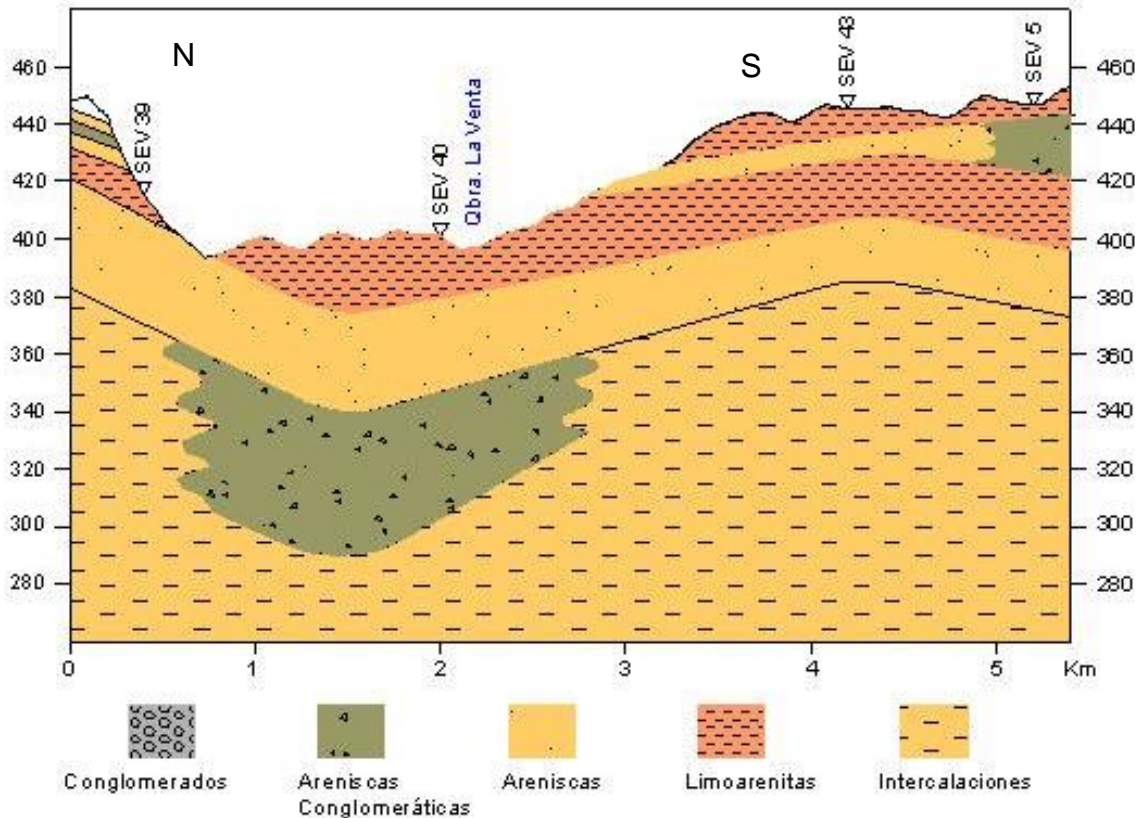 N
S
SEV 39
SEV 40
Qbra. La Venta
SEV 43
SEV 5
460
440
420
400
380
360
340
320
300
280
460
440
420
400
380
360
340
320
300
280
0
1
2
3
4
5
Km
Conglomerados
Areniscas
Conglomeráticas
Areniscas
Limoarenitas
Intercalaciones